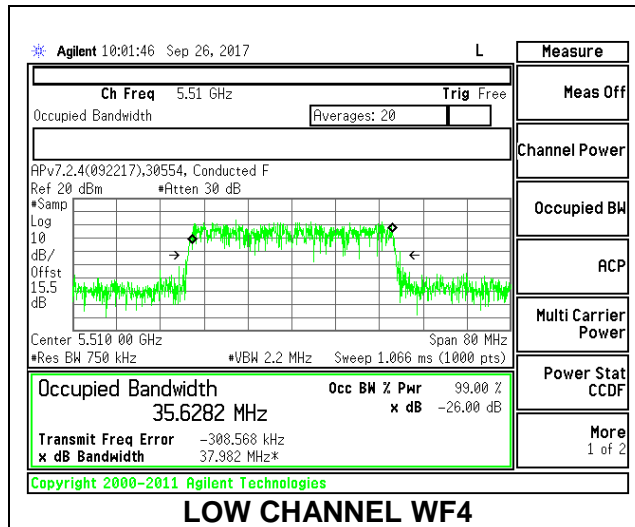 Agilent 10:01:46 Sep 26, 2017 L
Measure
Ch Freq 5.51 GHz Trig Free
Occupied Bandwidth Averages: 20
APv7.2.4(092217),30554, Conducted F
Ref 20 dBm #Atten 30 dB
#Samp
Log
10
dB/
Offst
15.5
dB
Center 5.510 00 GHz Span 80 MHz
#Res BW 750 kHz #VBW 2.2 MHz Sweep 1.066 ms (1000 pts)
Occupied Bandwidth Occ BW % Pwr 99.00 %
35.6282 MHz x dB -26.00 dB
Transmit Freq Error -308.568 kHz
x dB Bandwidth 37.982 MHz*
Copyright 2000-2011 Agilent Technologies
Meas Off
Channel Power
Occupied BW
ACP
Multi Carrier
Power
Power Stat
CCDF
More
1 of 2
LOW CHANNEL WF4